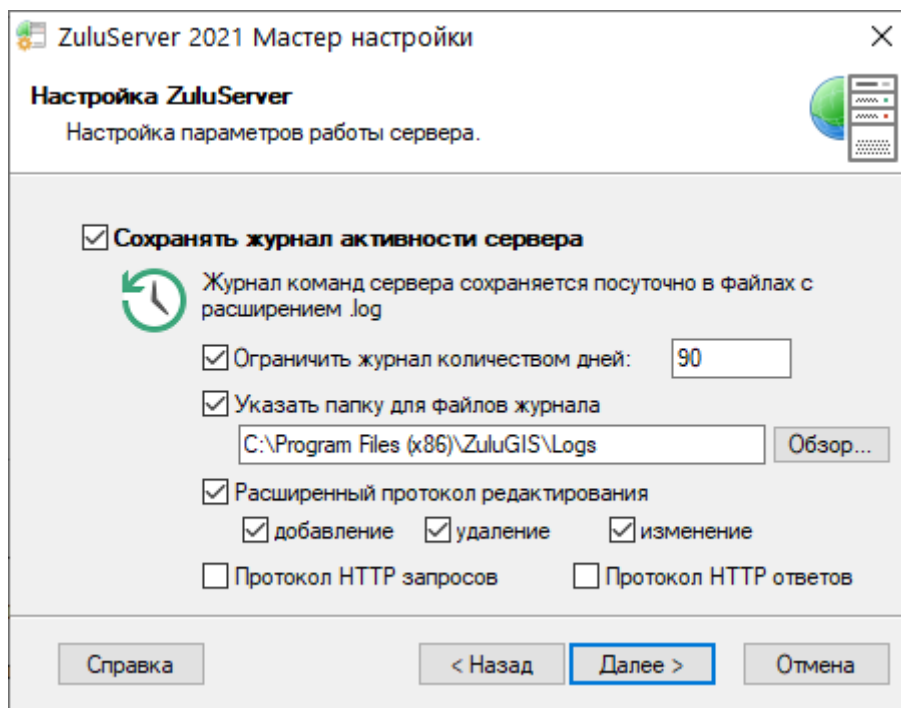 ZuluServer 2021 Мастер настройки
Настройка ZuluServer
Настройка параметров работы сервера.
Сохранять журнал активности сервера
Журнал команд сервера сохраняется посуточно в файлах с
расширением .log
Ограничить журнал количеством дней: 90
Указать папку для файлов журнала
C:\Program Files (x86)\ZuluGIS\Logs Обзор...
Расширенный протокол редактирования
добавление удаление изменение
Протокол HTTP запросов Протокол HTTP ответов
Справка < Назад Далее > Отмена